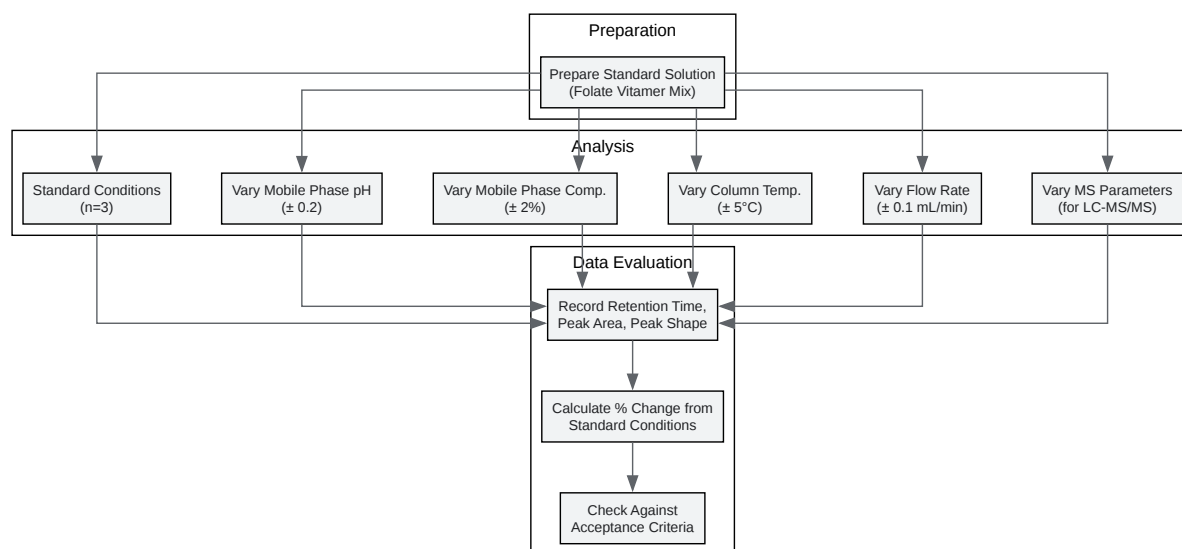 Preparation
Prepare Standard Solution
(Folate Vitamer Mix)
Analysis
Standard Conditions
(n=3)
Vary Mobile Phase pH
(± 0.2)
Vary Mobile Phase Comp.
(± 2%)
Vary Column Temp.
(± 5°C)
Vary Flow Rate
(± 0.1 mL/min)
Vary MS Parameters
(for LC-MS/MS)
Data Evaluation
Record Retention Time,
Peak Area, Peak Shape
Calculate % Change from
Standard Conditions
Check Against
Acceptance Criteria